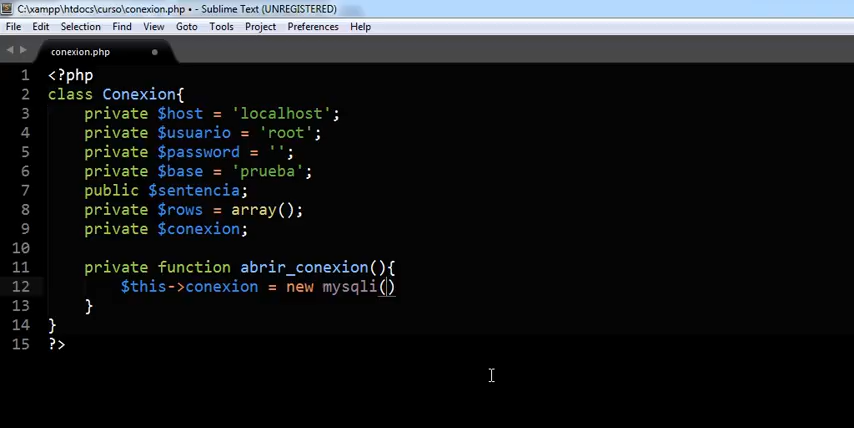 C:\xampp\htdocs\curso\conexion.php • - Sublime Text (UNREGISTERED)
File Edit Selection Find View Goto Tools Project Preferences Help
conexion.php
1 <?php
2 class Conexion{
3 private $host = 'localhost';
4 private $usuario = 'root';
5 private $password = '';
6 private $base = 'prueba';
7 public $sentencia;
8 private $rows = array();
9 private $conexion;
10
11 private function abrir_conexion(){
12 $this->conexion = new mysqli()
13 }
14 }
15 ?>